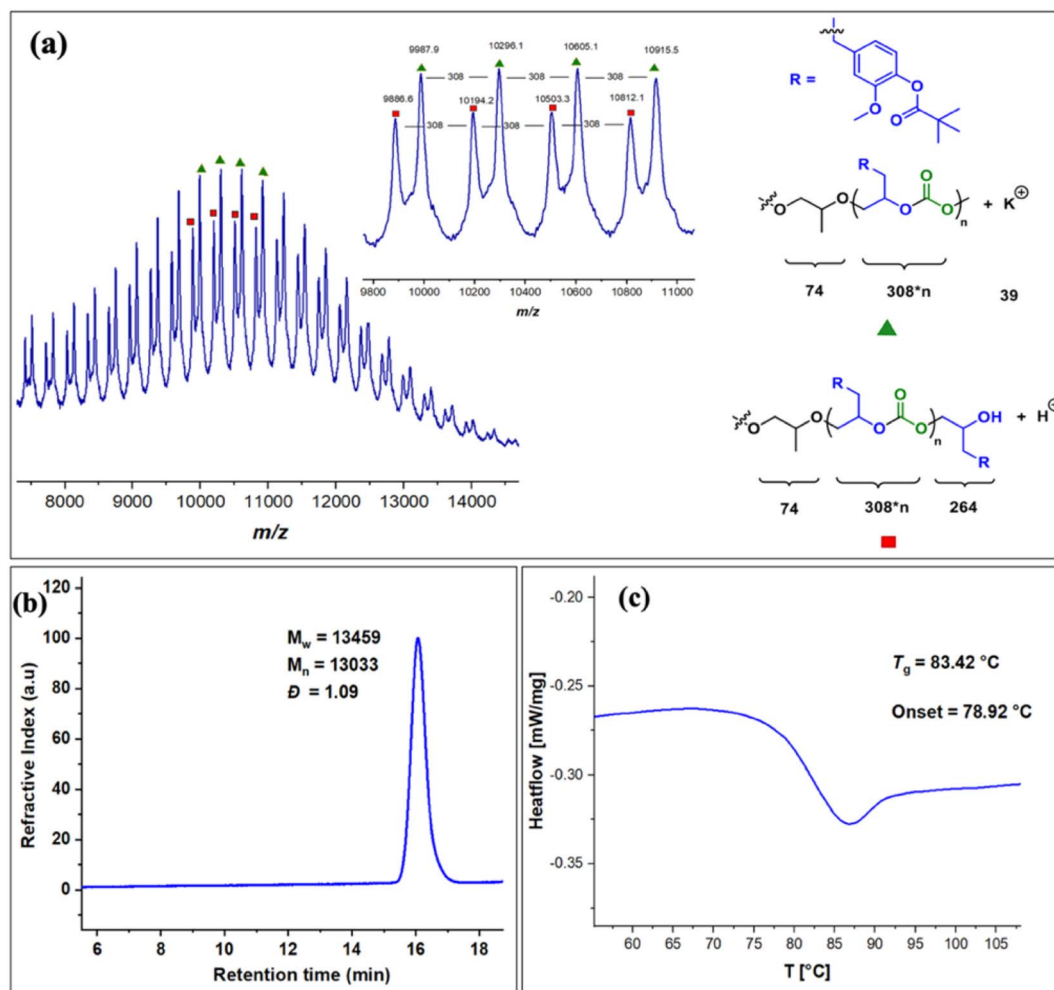 (a)
9987.9
10296.1
10605.1
10915.5
308
308
308
9886.6
10194.2
10503.3
10812.1
308
308
308
9800 10000 10200 10400 10600 10800 11000
m/z
8000 9000 10000 11000 12000 13000 14000
m/z
R =
O
O
O
R
O
O
O
O
O
n
+ K⊕
74
308*n
39
R
O
O
O
O
O
n
OH
R
+ H⊕
74
308*n
264
(b)
120
100
80
60
40
20
0
Refractive Index (a.u)
Mw = 13459
Mn = 13033
Đ = 1.09
6 8 10 12 14 16 18
Retention time (min)
(c)
-0.20
-0.25
-0.30
-0.35
Heatflow [mW/mg]
Tg = 83.42 °C
Onset = 78.92 °C
60 65 70 75 80 85 90 95 100 105
T [°C]